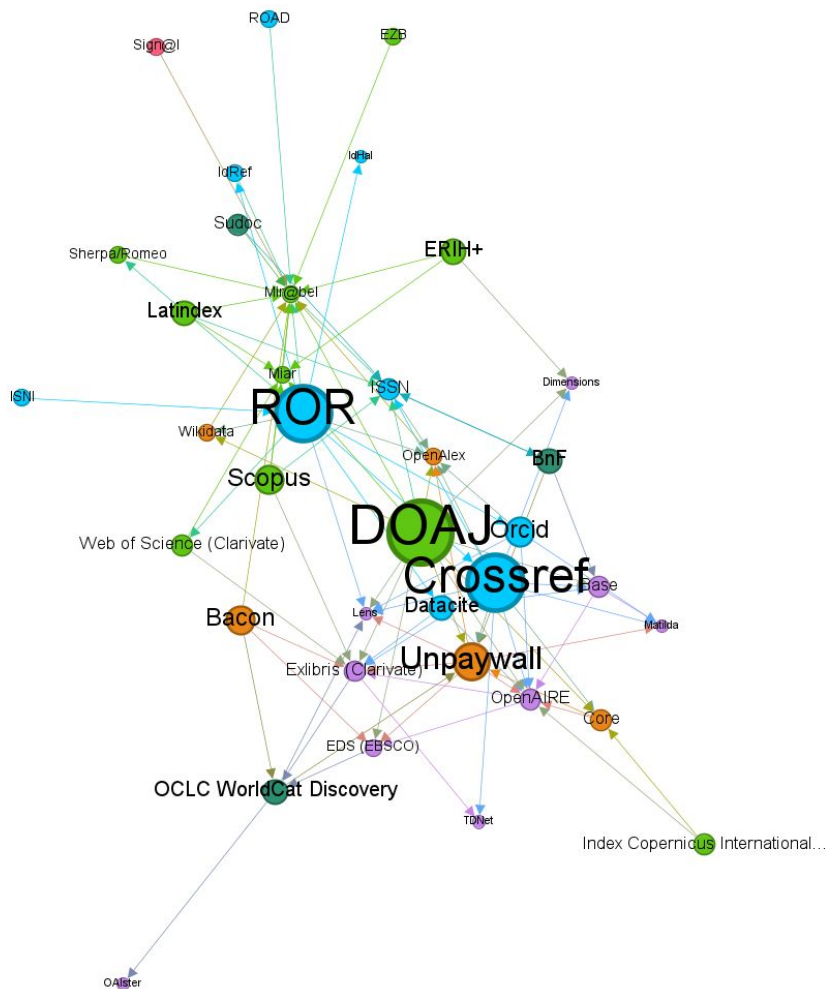 ROAD
Sign@l
EZB
IdHal
IdRef
Sudoc
Sherpa/Romeo
ERIH+
Mir@bel
Latindex
Miar
Dimensions
ISSN
ISNI
ROR
Wikidata
OpenAlex
BnF
Scopus
DOAJ
Orcid
Web of Science (Clarivate)
Crossref
Base
Datacite
Lens
Bacon
Matilda
Unpaywall
Exlibris (Clarivate)
OpenAIRE
Core
EDS (EBSCO)
OCLC WorldCat Discovery
TDNet
Index Copernicus International...
OAIster